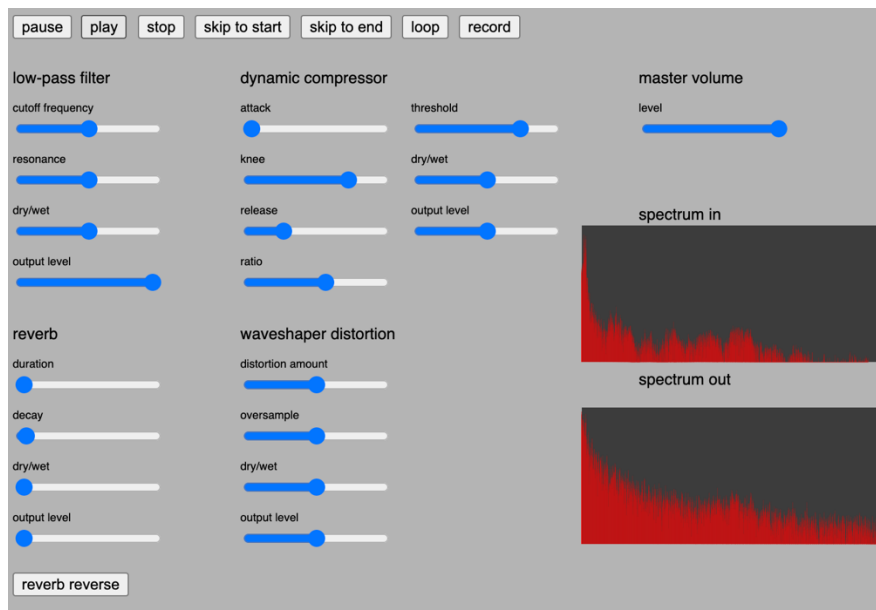 pause play stop skip to start skip to end loop record
low-pass filter
cutoff frequency
resonance
dry/wet
output level
dynamic compressor
attack
knee
release
ratio
threshold
dry/wet
output level
master volume
level
spectrum in
spectrum out
reverb
duration
decay
dry/wet
output level
waveshaper distortion
distortion amount
oversample
dry/wet
output level
reverb reverse